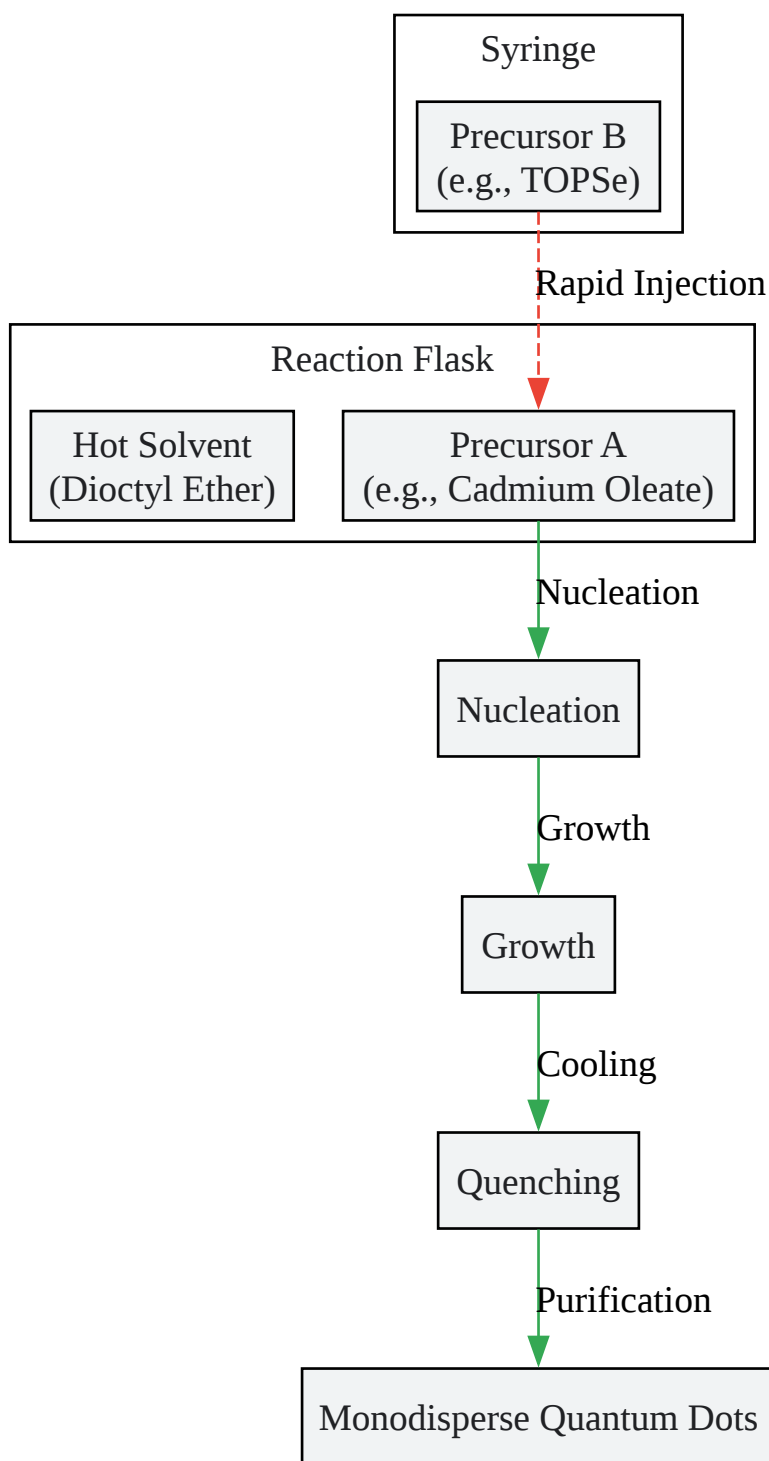 Syringe
Precursor B
(e.g., TOPSe)
Rapid Injection
Reaction Flask
Hot Solvent
(Dioctyl Ether)
Precursor A
(e.g., Cadmium Oleate)
Nucleation
Nucleation
Growth
Growth
Cooling
Quenching
Purification
Monodisperse Quantum Dots